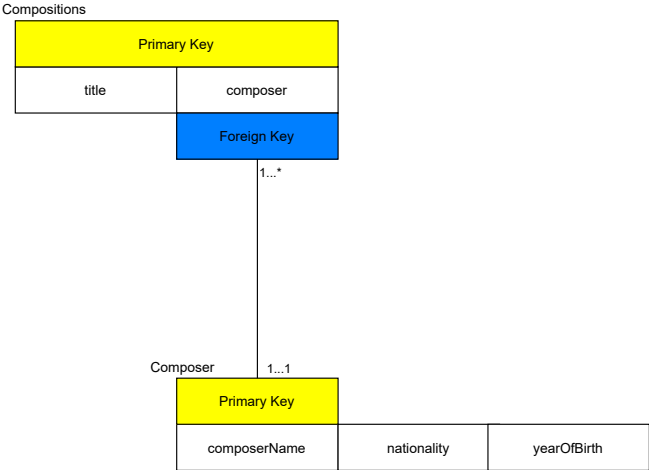 Compositions
Primary Key
title composer
Foreign Key
1...*
Composer 1...1
Primary Key
composerName nationality yearOfBirth